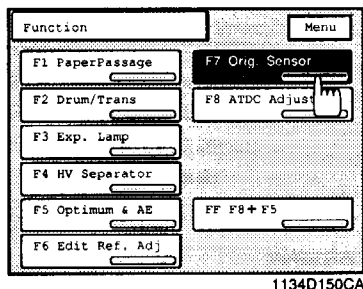 Function
Menu
F1 PaperPassage
F7 Orig. Sensor
F2 Drum/Trans
F8 ATDC Adjust
F3 Exp. Lamp
F4 HV Separator
F5 Optimum & AE
FF F8+F5
F6 Edit Ref. Adj
1134D150CA